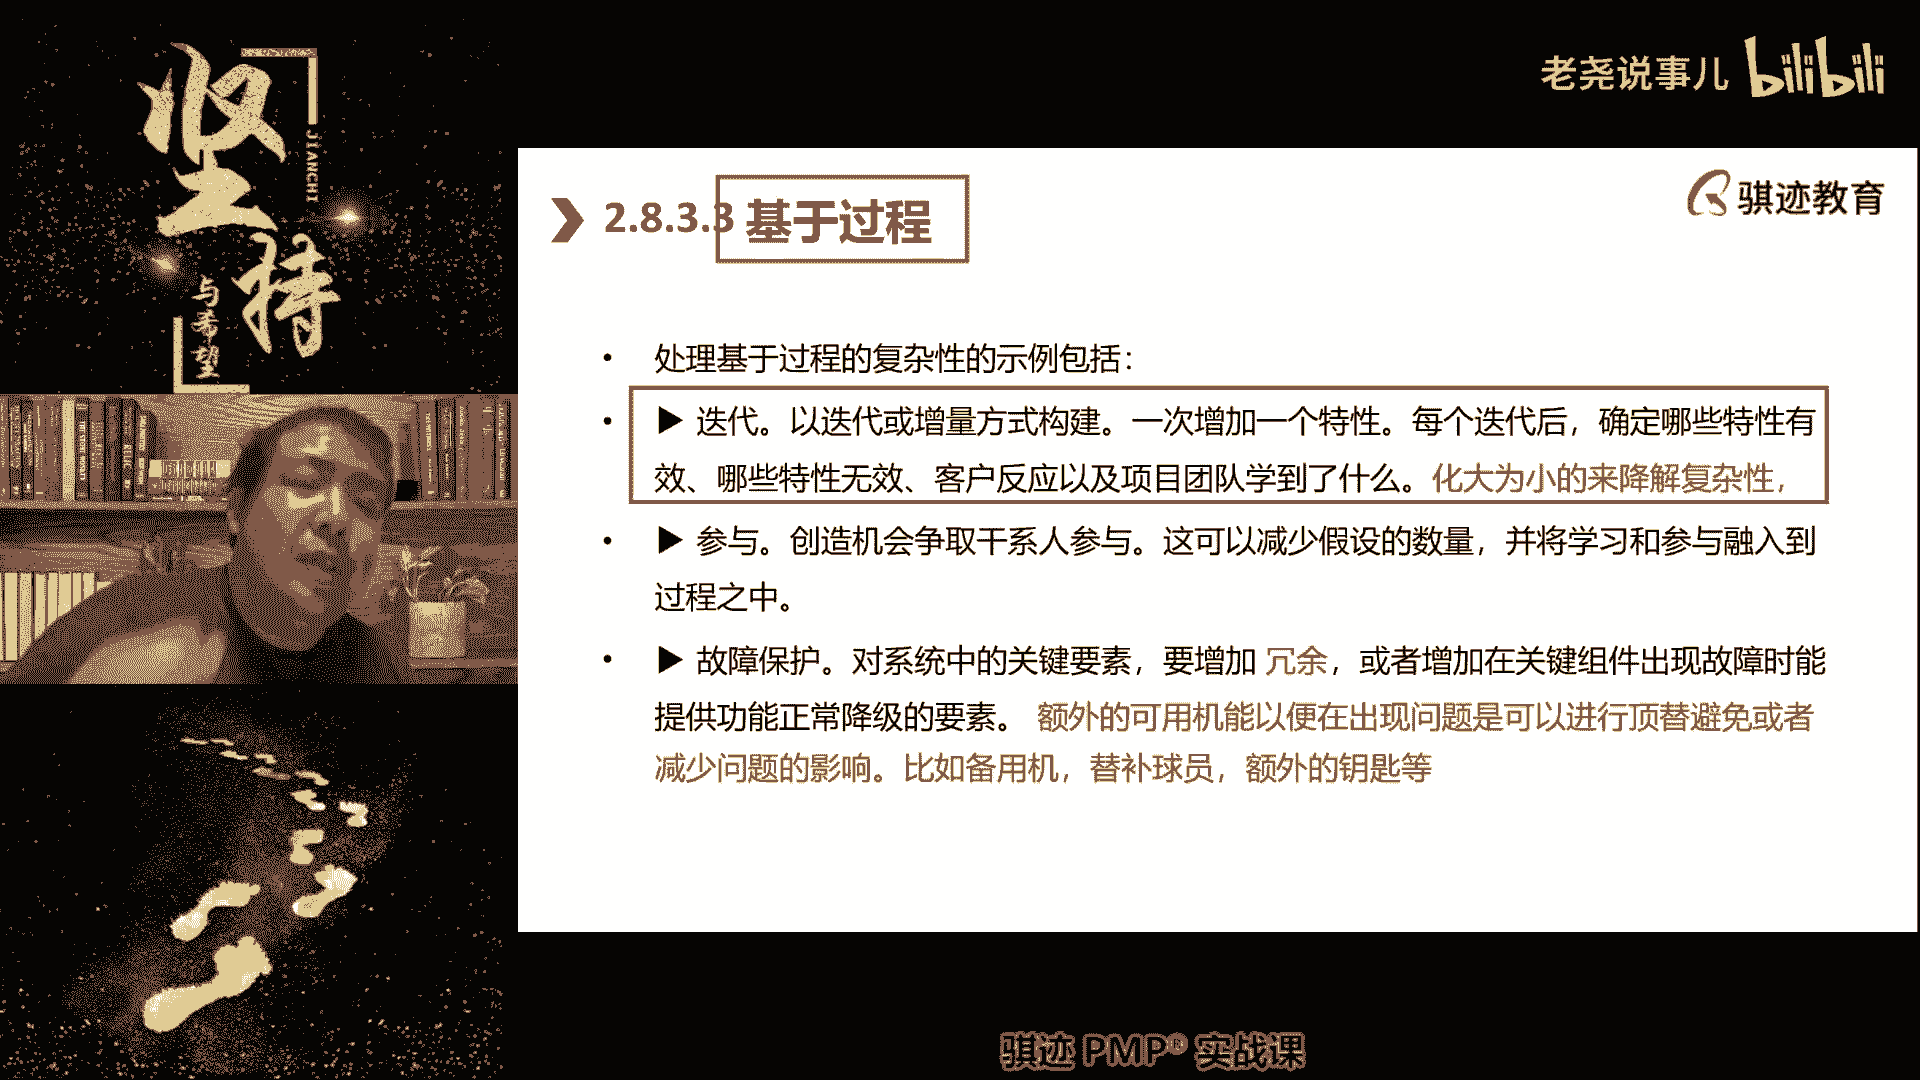 坚持
JIANCHI
与希望
老尧说事儿 bilibili
骐迹教育
2.8.3.3 基于过程
• 处理基于过程的复杂性的示例包括：
• ▶ 迭代。以迭代或增量方式构建。一次增加一个特性。每个迭代后，确定哪些特性有
效、哪些特性无效、客户反应以及项目团队学到了什么。化大为小的来降解复杂性，
• ▶ 参与。创造机会争取干系人参与。这可以减少假设的数量，并将学习和参与融入到
过程之中。
• ▶ 故障保护。对系统中的关键要素，要增加 冗余，或者增加在关键组件出现故障时能
提供功能正常降级的要素。 额外的可用机能以便在出现问题是可以进行顶替避免或者
减少问题的影响。比如备用机，替补球员，额外的钥匙等
骐迹 PMP® 实战课